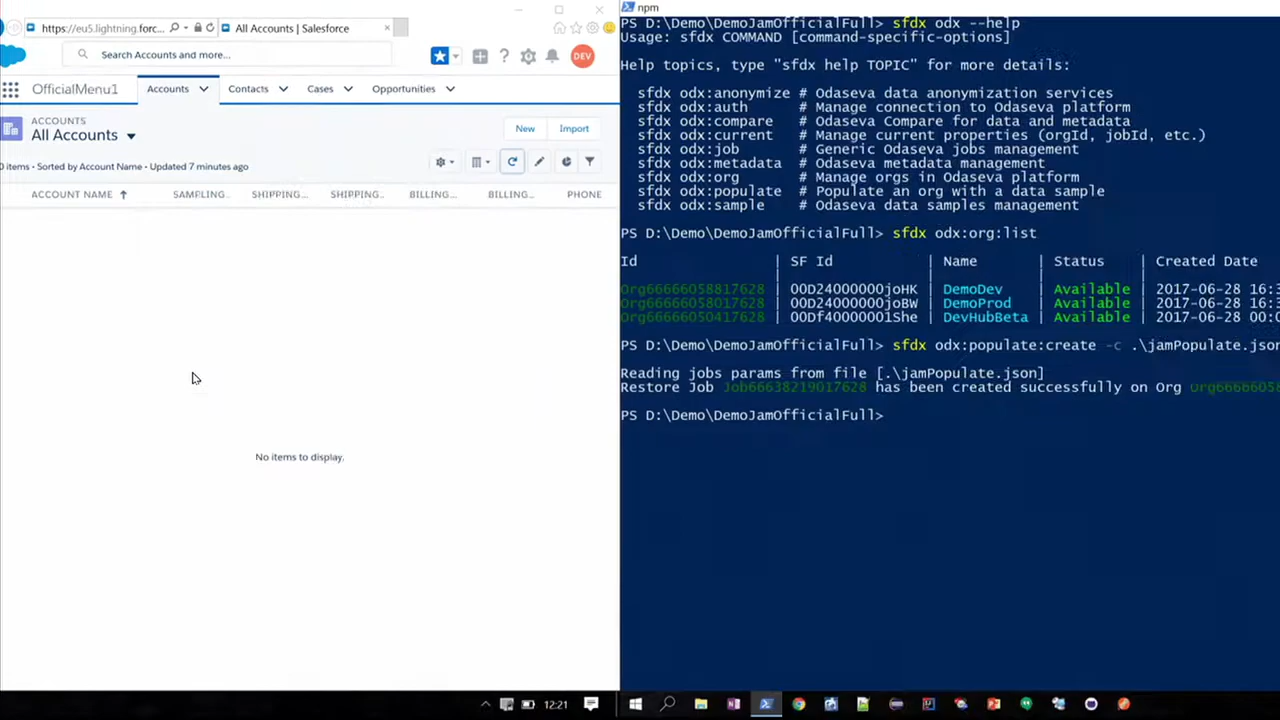 https://eu5.lightning.forc...
All Accounts | Salesforce
Search Accounts and more...
DEV
OfficialMenu1
Accounts
Contacts
Cases
Opportunities
ACCOUNTS
All Accounts
New
Import
0 items • Sorted by Account Name • Updated 7 minutes ago
ACCOUNT NAME
SAMPLING...
SHIPPING...
SHIPPING...
BILLING...
BILLING...
PHONE
No items to display.
12:21
npm
PS D:\Demo\DemoJamOfficialFull> sfdx odx --help
Usage: sfdx COMMAND [command-specific-options]
Help topics, type "sfdx help TOPIC" for more details:
sfdx odx:anonymize # Odaseva data anonymization services
sfdx odx:auth # Manage connection to Odaseva platform
sfdx odx:compare # Odaseva Compare for data and metadata
sfdx odx:current # Manage current properties (orgId, jobId, etc.)
sfdx odx:job # Generic Odaseva jobs management
sfdx odx:metadata # Odaseva metadata management
sfdx odx:org # Manage orgs in Odaseva platform
sfdx odx:populate # Populate an org with a data sample
sfdx odx:sample # Odaseva data samples management
PS D:\Demo\DemoJamOfficialFull> sfdx odx:org:list
Id | SF Id | Name | Status | Created Date
Org66666058817628 | 00D24000000joHK | DemoDev | Available | 2017-06-28 16:3
Org66666058017628 | 00D24000000joBW | DemoProd | Available | 2017-06-28 16:3
Org66666050417628 | 00Df40000001She | DevHubBeta | Available | 2017-06-28 00:0
PS D:\Demo\DemoJamOfficialFull> sfdx odx:populate:create -c .\jamPopulate.json
Reading jobs params from file [.\jamPopulate.json]
Restore Job Job66638219017628 has been created successfully on Org Org6666605
PS D:\Demo\DemoJamOfficialFull>